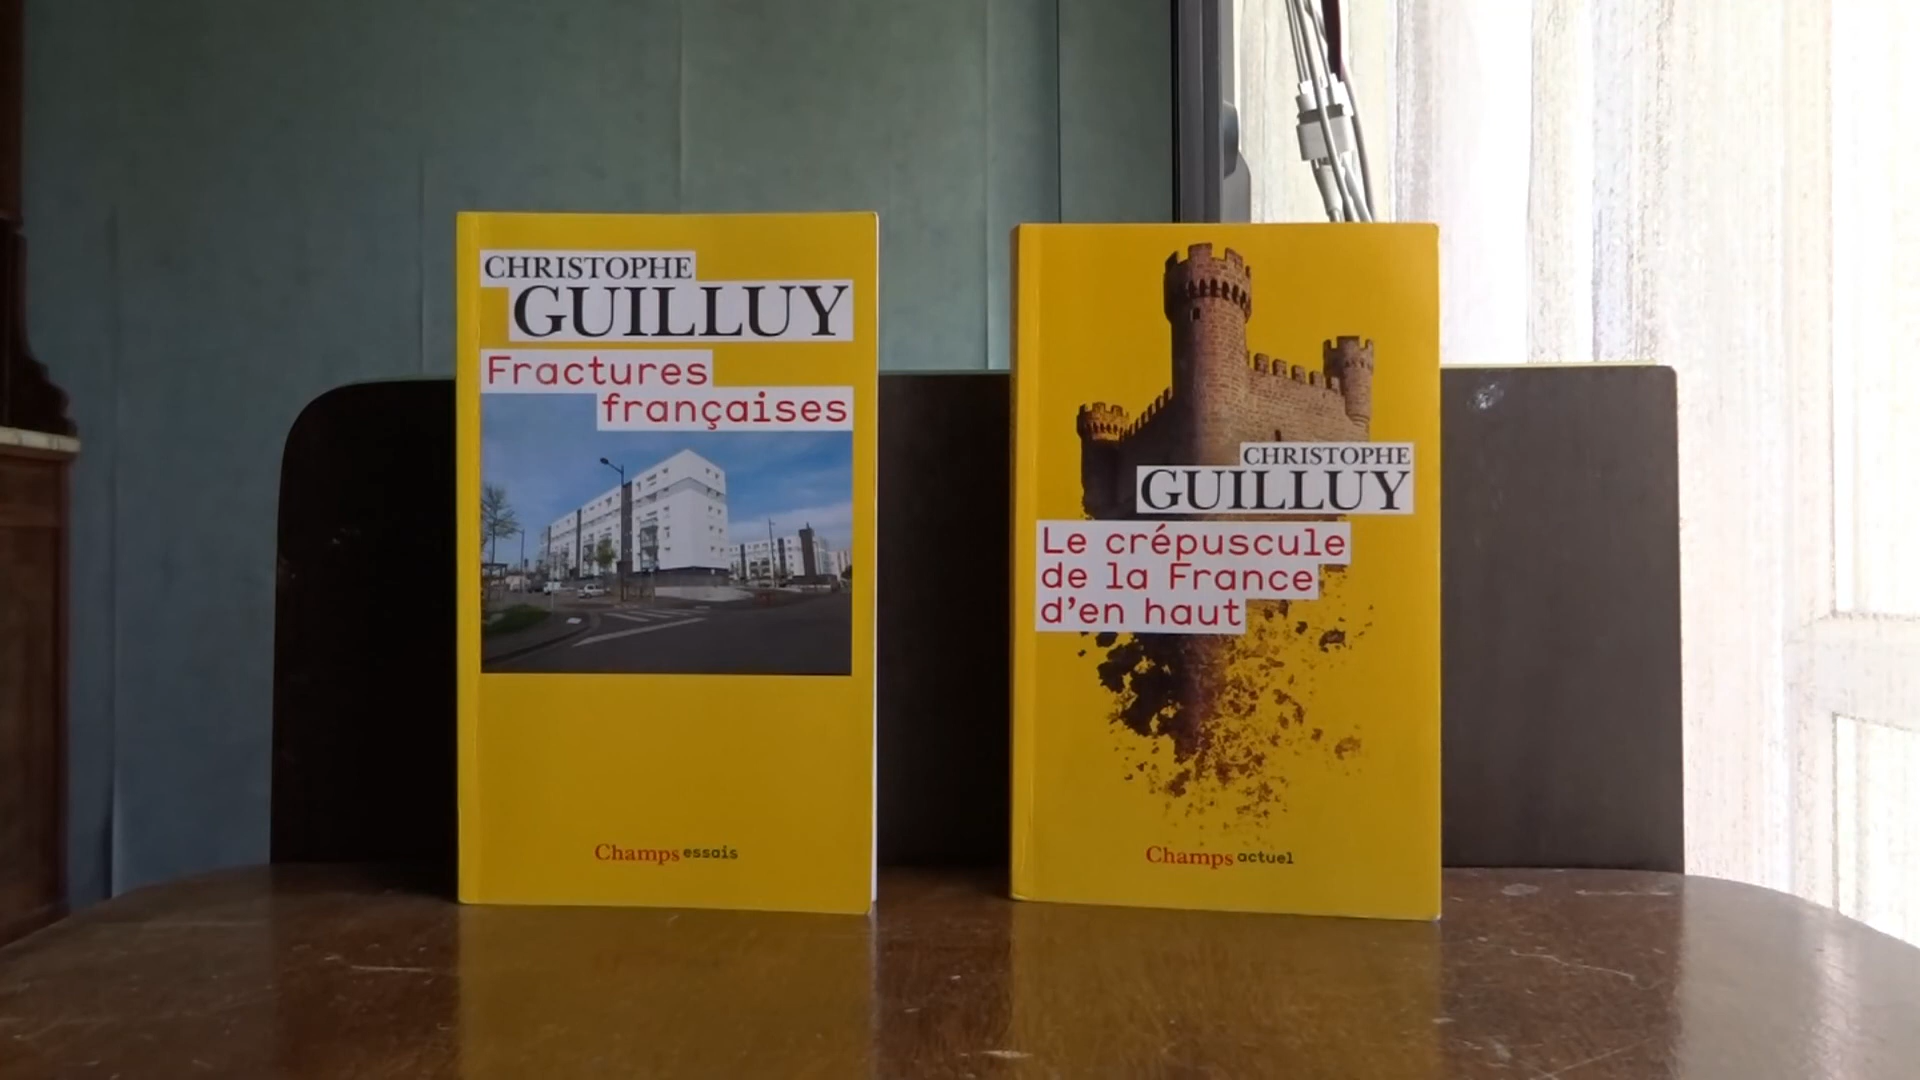 CHRISTOPHE
GUILLUY
Fractures
françaises
Champs essais
CHRISTOPHE
GUILLUY
Le crépuscule
de la France
d'en haut
Champs actuel